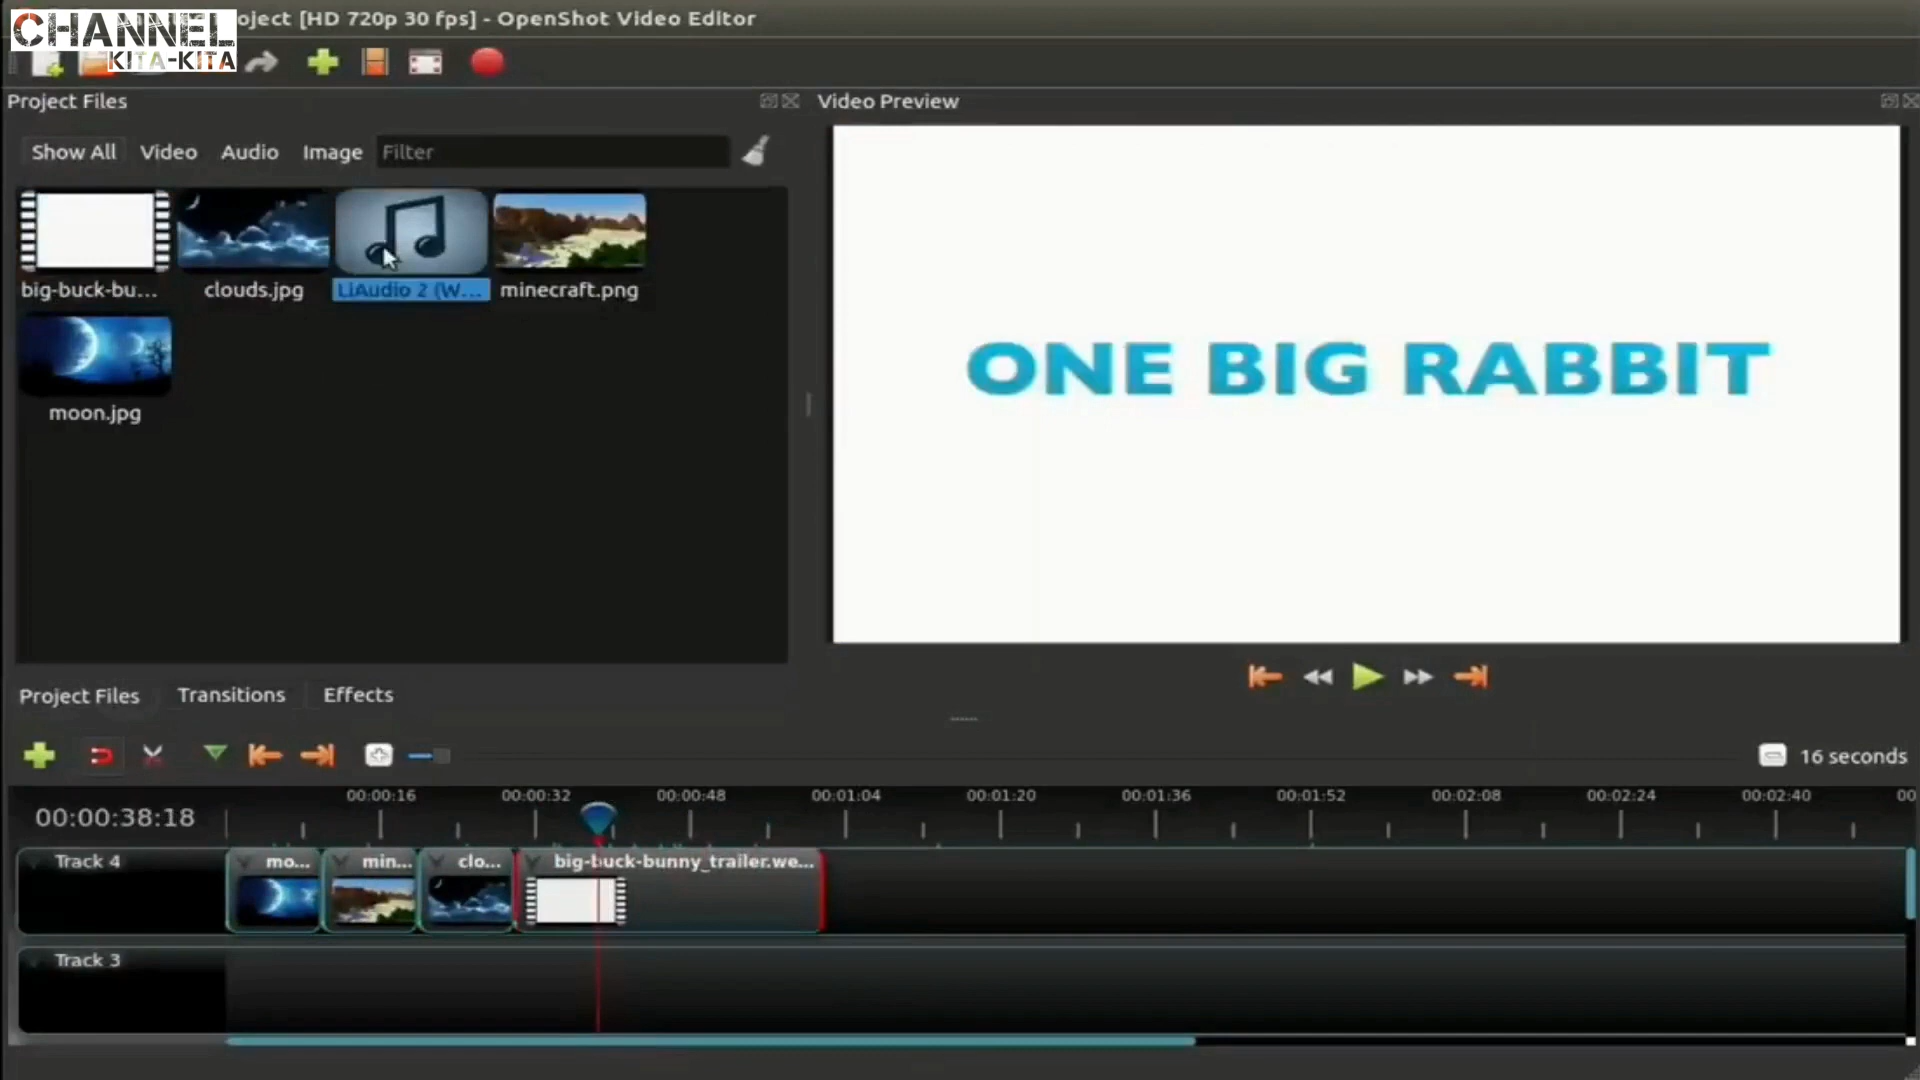 CHANNEL
KITA-KITA
oject [HD 720p 30 fps] - OpenShot Video Editor
Project Files
Video Preview
Show All Video Audio Image Filter
big-buck-bu... clouds.jpg LiAudio 2 (W... minecraft.png
moon.jpg
ONE BIG RABBIT
Project Files Transitions Effects
16 seconds
00:00:38:18
00:00:16 00:00:32 00:00:48 00:01:04 00:01:20 00:01:36 00:01:52 00:02:08 00:02:24 00:02:40 00
Track 4
mo... min... clo... big-buck-bunny_trailer.we...
Track 3